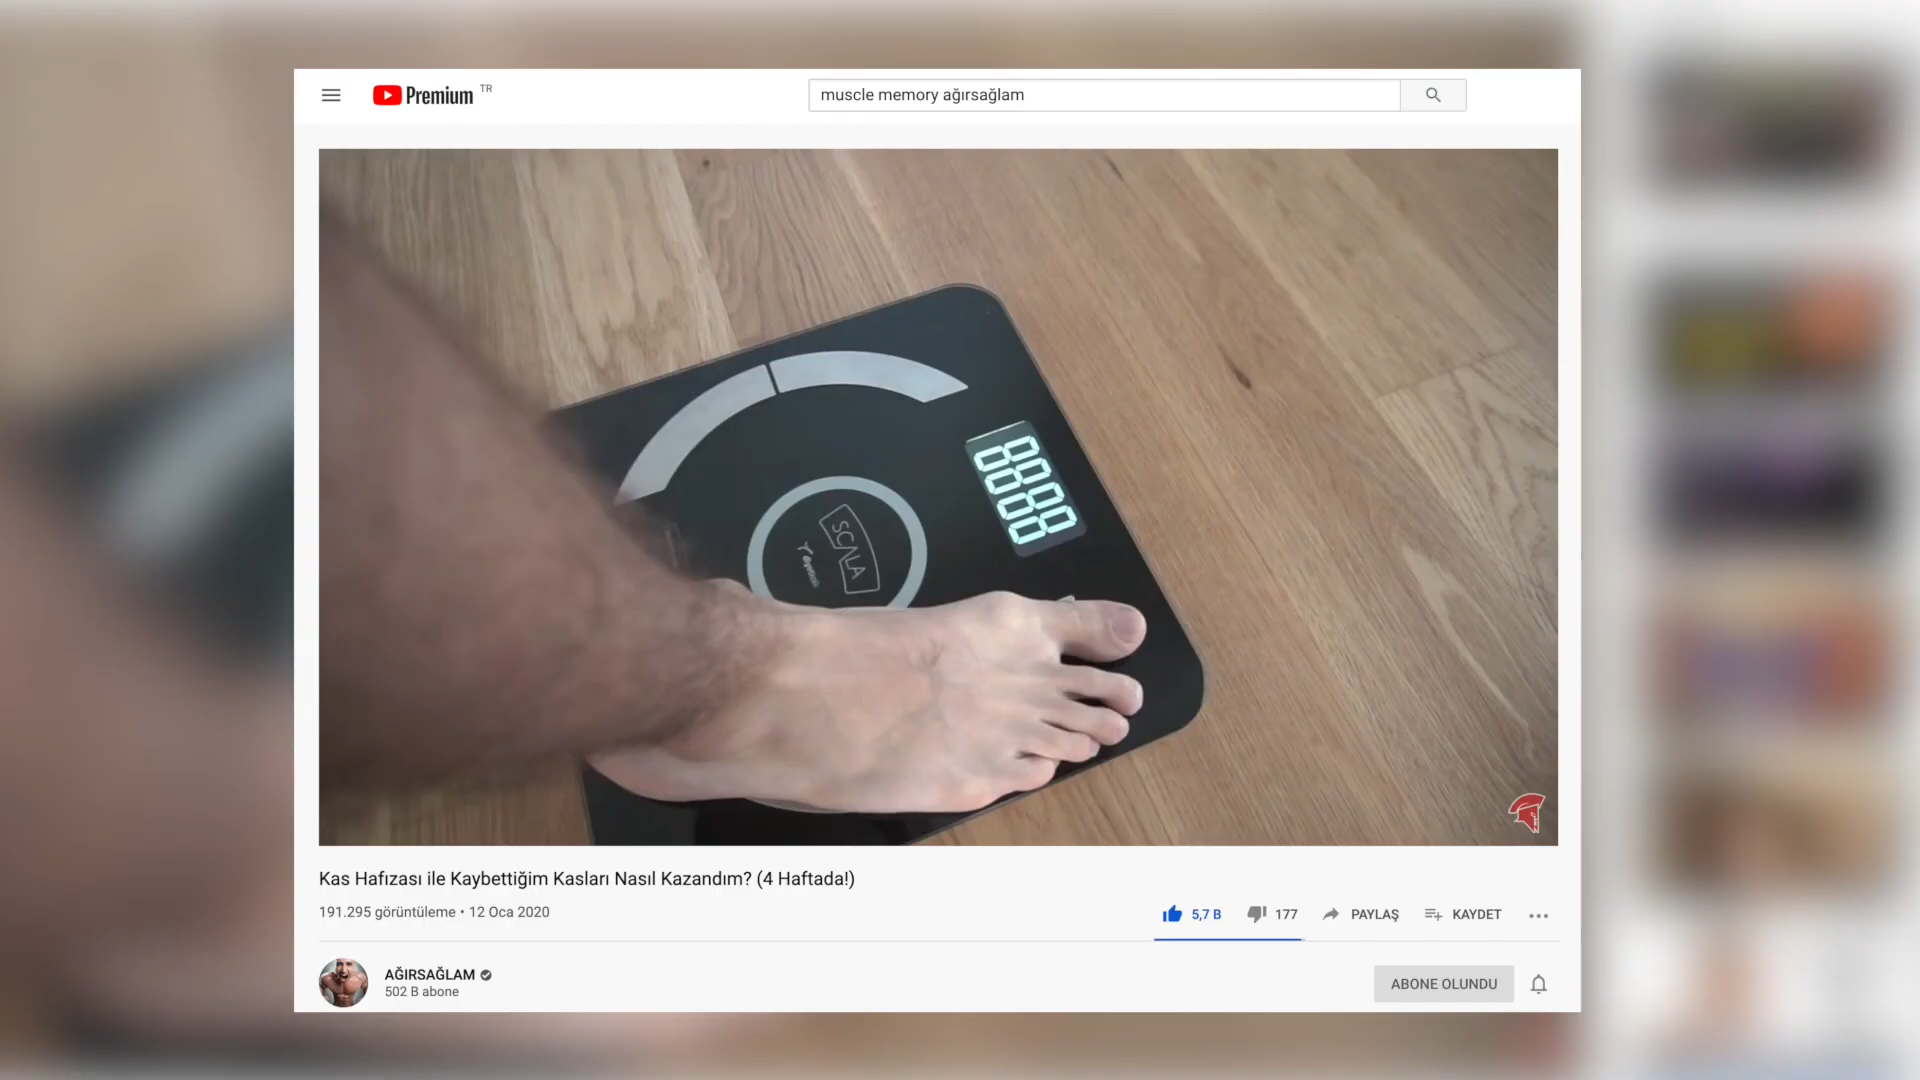 Premium TR
muscle memory ağırsağlam
8888
8888
SCALA
Kas Hafızası ile Kaybettiğim Kasları Nasıl Kazandım? (4 Haftada!)
191.295 görüntüleme • 12 Oca 2020
5,7 B
177
PAYLAŞ
KAYDET
AĞIRSAĞLAM
502 B abone
ABONE OLUNDU